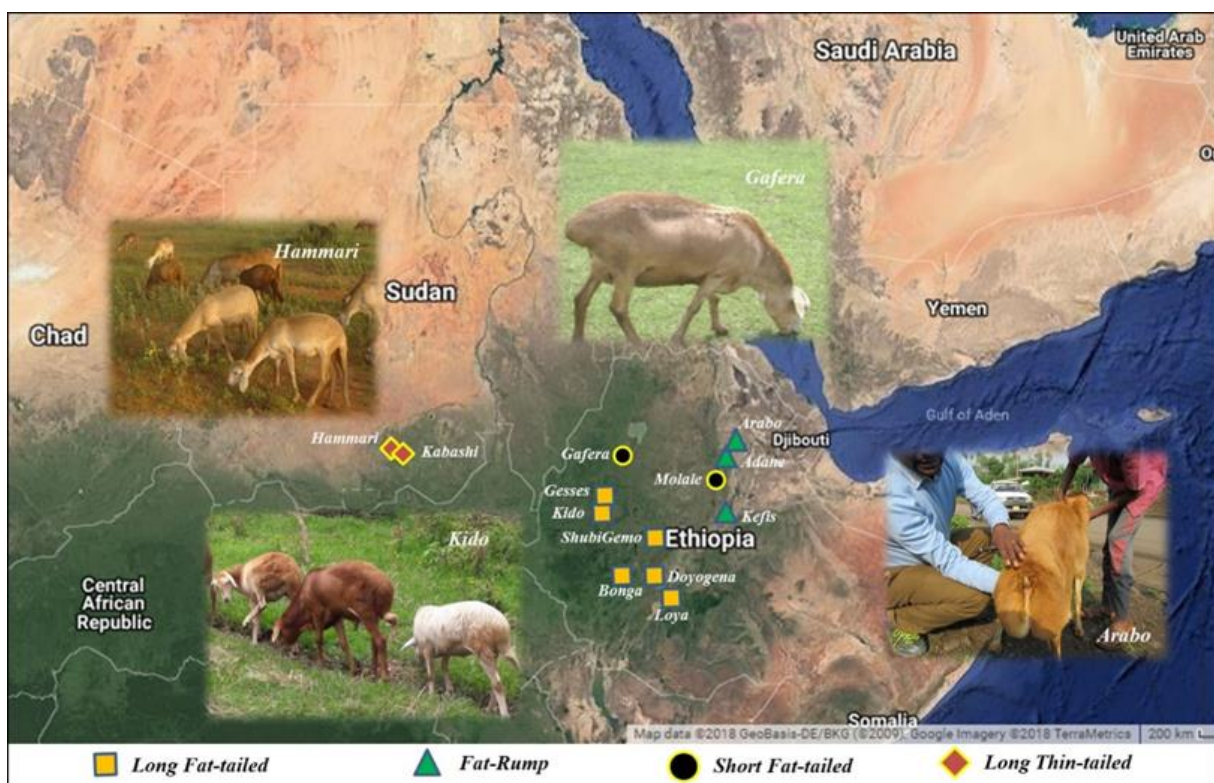 Saudi Arabia
United Arab
Emirates
Gafera
Hammari
Sudan
Chad
Yemen
Gulf of Aden
Arabo
Djibouti
Hammari
Kabashi
Gafera
Adane
Molale
Gesses
Kido
Kefis
Kido
ShubiGemo
Ethiopia
Central
African
Republic
Bonga
Doyogena
Loya
Arabo
Somalia
Map data ©2018 GeoBasis-DE/BKG (©2009), Google Imagery ©2018 TerraMetrics
200 km
Long Fat-tailed
Fat-Rump
Short Fat-tailed
Long Thin-tailed